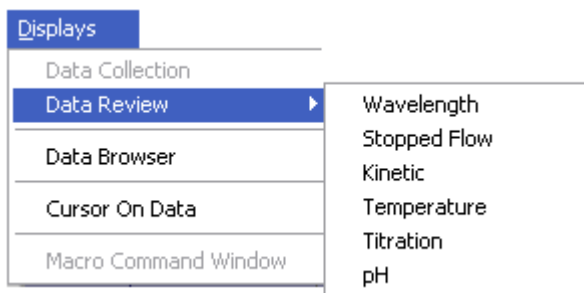 Displays
Data Collection
Data Review
Data Browser
Cursor On Data
Macro Command Window
Wavelength
Stopped Flow
Kinetic
Temperature
Titration
pH